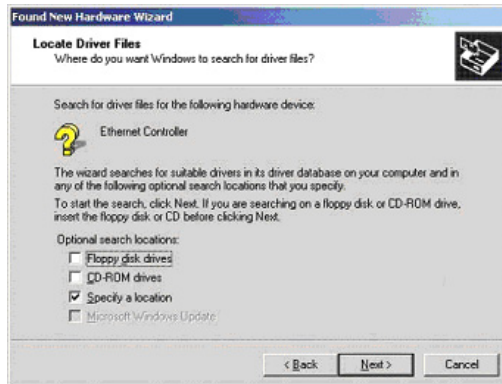 Found New Hardware Wizard
Locate Driver Files
Where do you want Windows to search for driver files?
Search for driver files for the following hardware device:
Ethernet Controller
The wizard searches for suitable drivers in its driver database on your computer and in
any of the following optional search locations that you specify.
To start the search, click Next. If you are searching on a floppy disk or CD-ROM drive,
insert the floppy disk or CD before clicking Next.
Optional search locations:
Floppy disk drives
CD-ROM drives
Specify a location
Microsoft Windows Update
< Back
Next >
Cancel